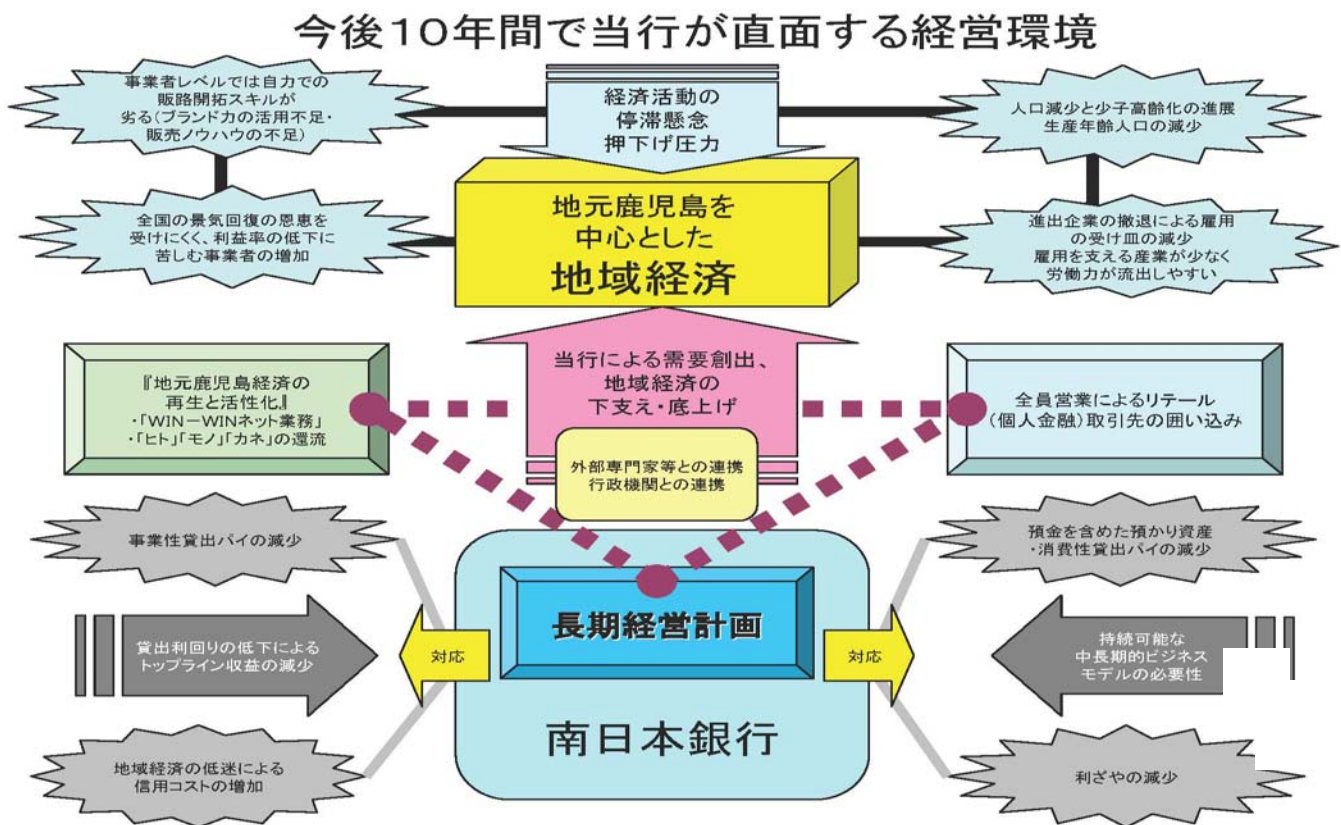 今後10年間で当行が直面する経営環境
事業者レベルでは自力での
販路開拓スキルが
劣る(ブランド力の活用不足・
販売ノウハウの不足)
経済活動の
停滞懸念
押下げ圧力
人口減少と少子高齢化の進展
生産年齢人口の減少
全国の景気回復の恩恵を
受けにくく、利益率の低下に
苦しむ事業者の増加
地元鹿児島を
中心とした
地域経済
進出企業の撤退による雇用
の受け皿の減少
雇用を支える産業が少なく
労働力が流出しやすい
『地元鹿児島経済の
再生と活性化』
・「WIN-WINネット業務」
・「ヒト」「モノ」「カネ」の還流
当行による需要創出、
地域経済の
下支え・底上げ
全員営業によるリテール
(個人金融)取引先の囲い込み
外部専門家等との連携
行政機関との連携
事業性貸出パイの減少
預金を含めた預かり資産
・消費性貸出パイの減少
貸出利回りの低下による
トップライン収益の減少
対応
長期経営計画
対応
持続可能な
中長期的ビジネス
モデルの必要性
南日本銀行
地域経済の低迷による
信用コストの増加
利ざやの減少